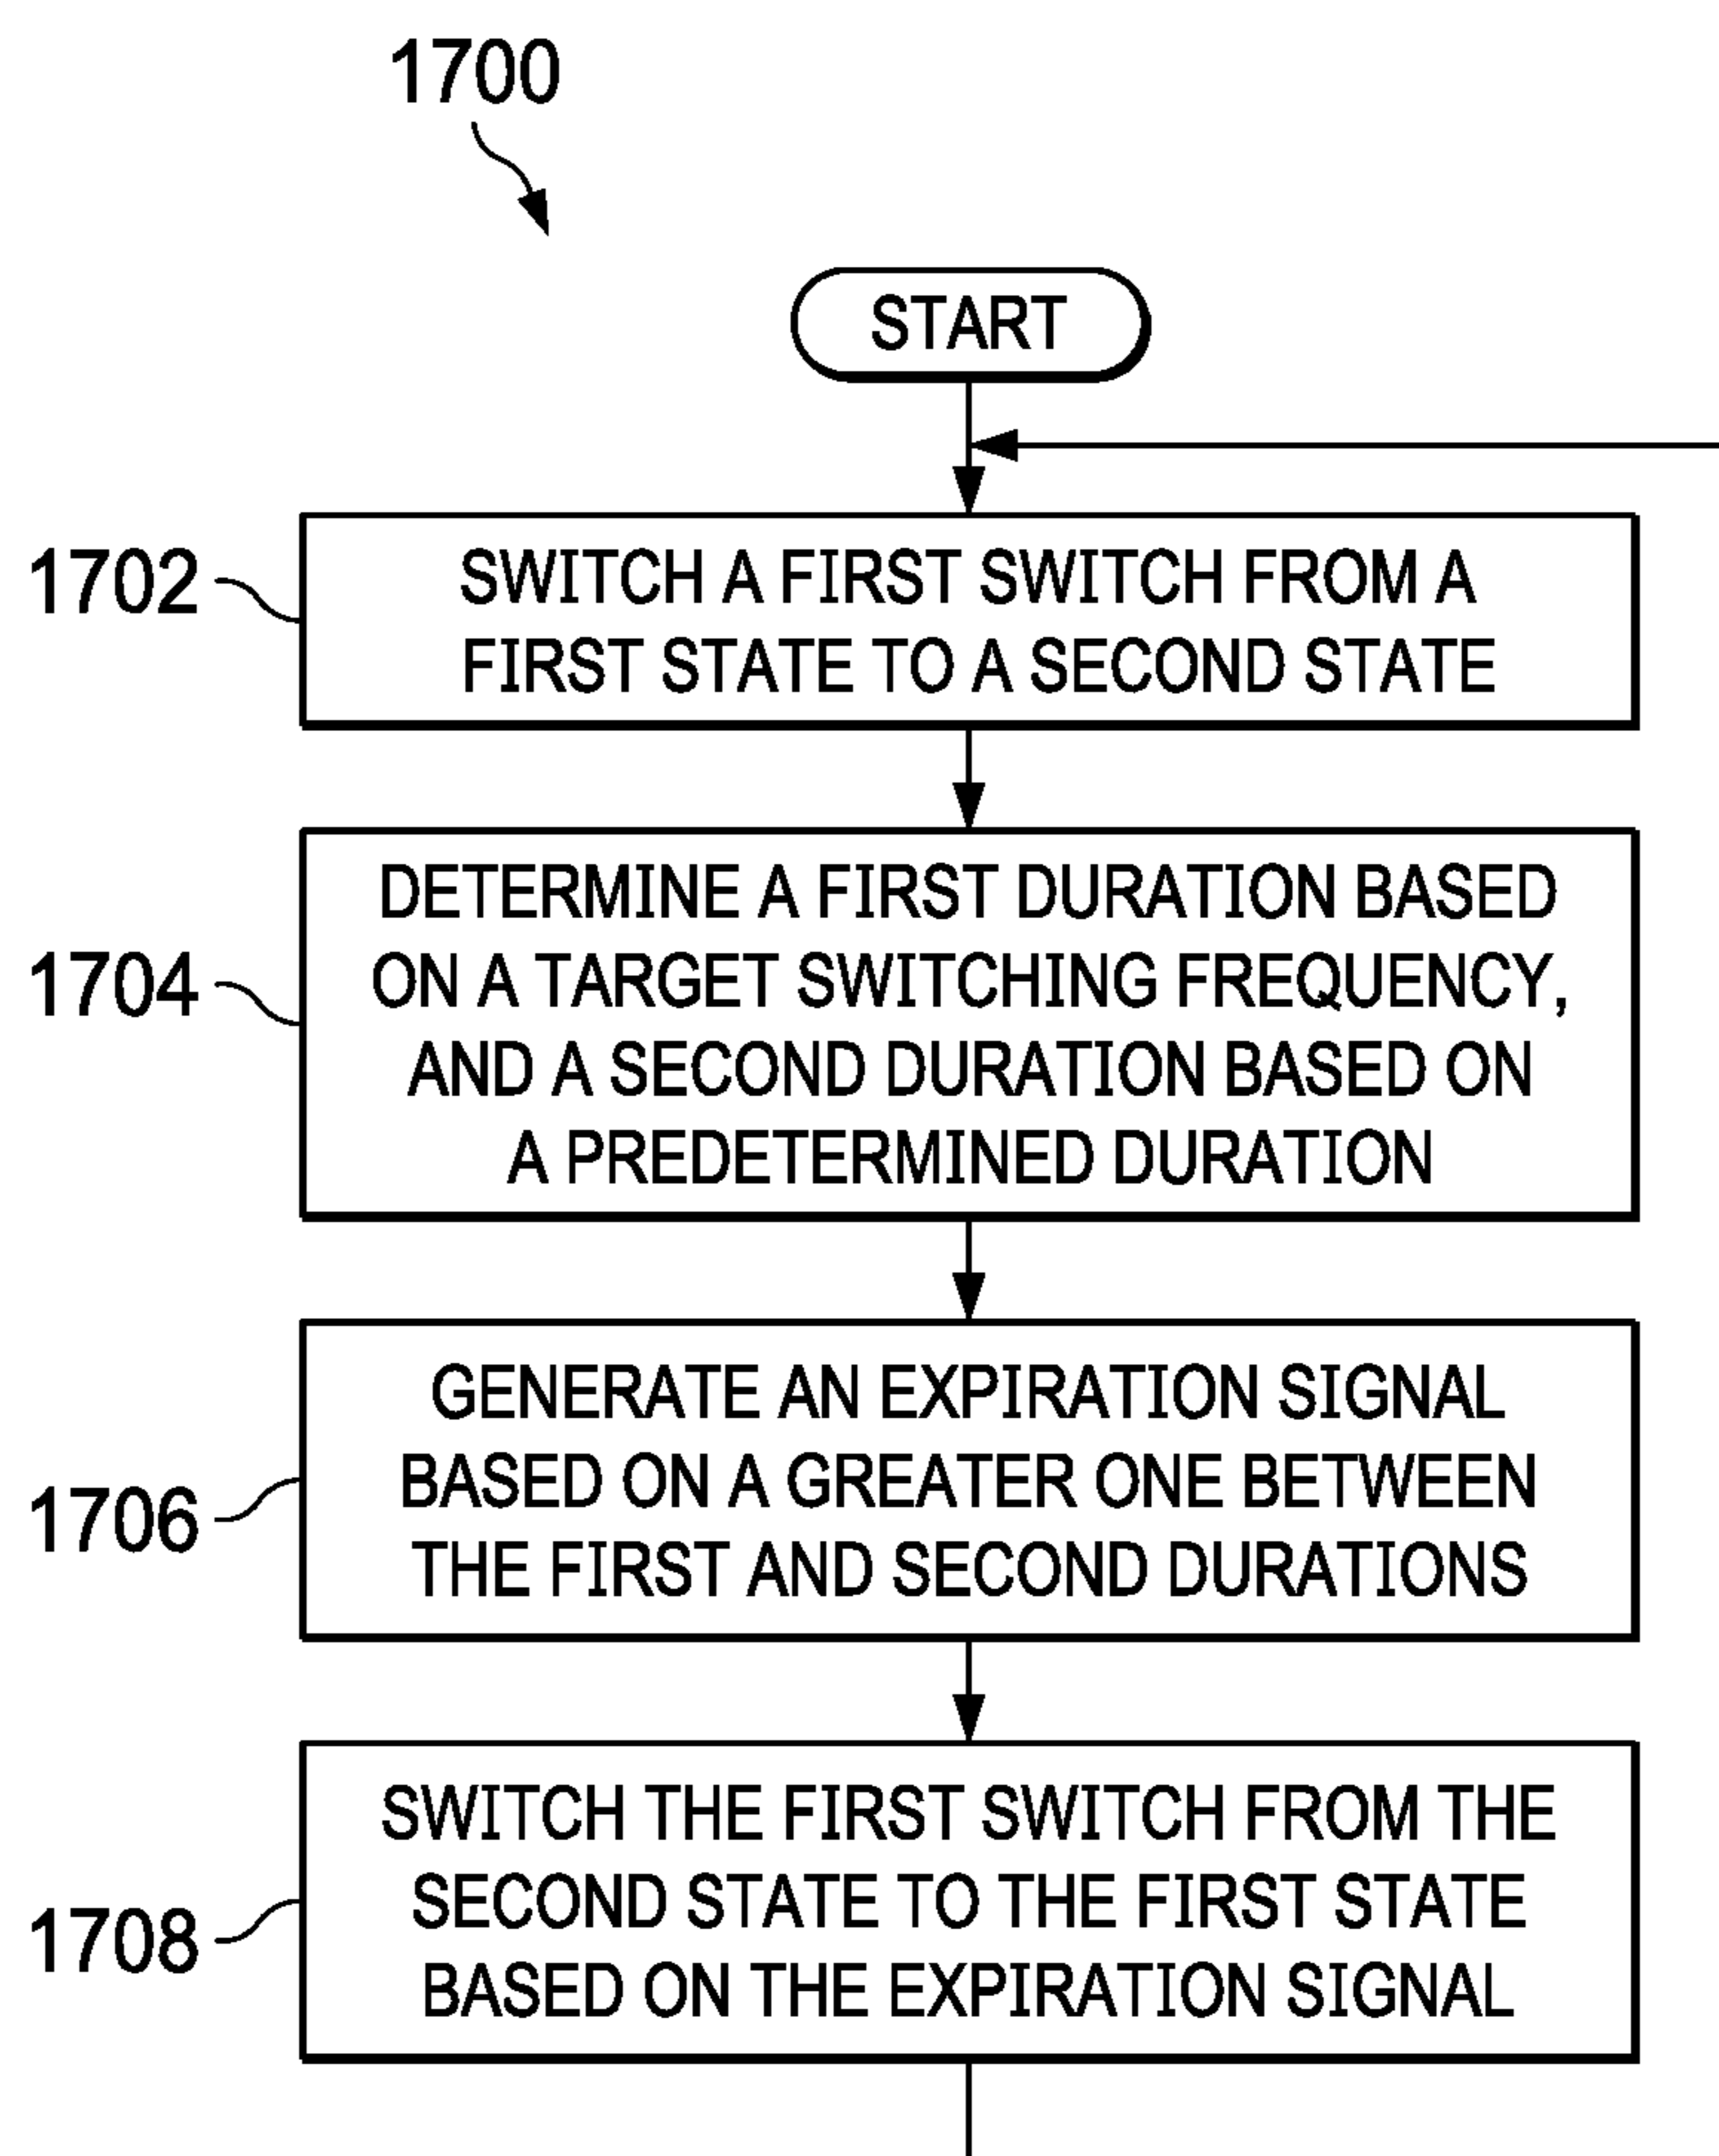 1700
START
1702
SWITCH A FIRST SWITCH FROM A
FIRST STATE TO A SECOND STATE
1704
DETERMINE A FIRST DURATION BASED
ON A TARGET SWITCHING FREQUENCY,
AND A SECOND DURATION BASED ON
A PREDETERMINED DURATION
1706
GENERATE AN EXPIRATION SIGNAL
BASED ON A GREATER ONE BETWEEN
THE FIRST AND SECOND DURATIONS
1708
SWITCH THE FIRST SWITCH FROM THE
SECOND STATE TO THE FIRST STATE
BASED ON THE EXPIRATION SIGNAL